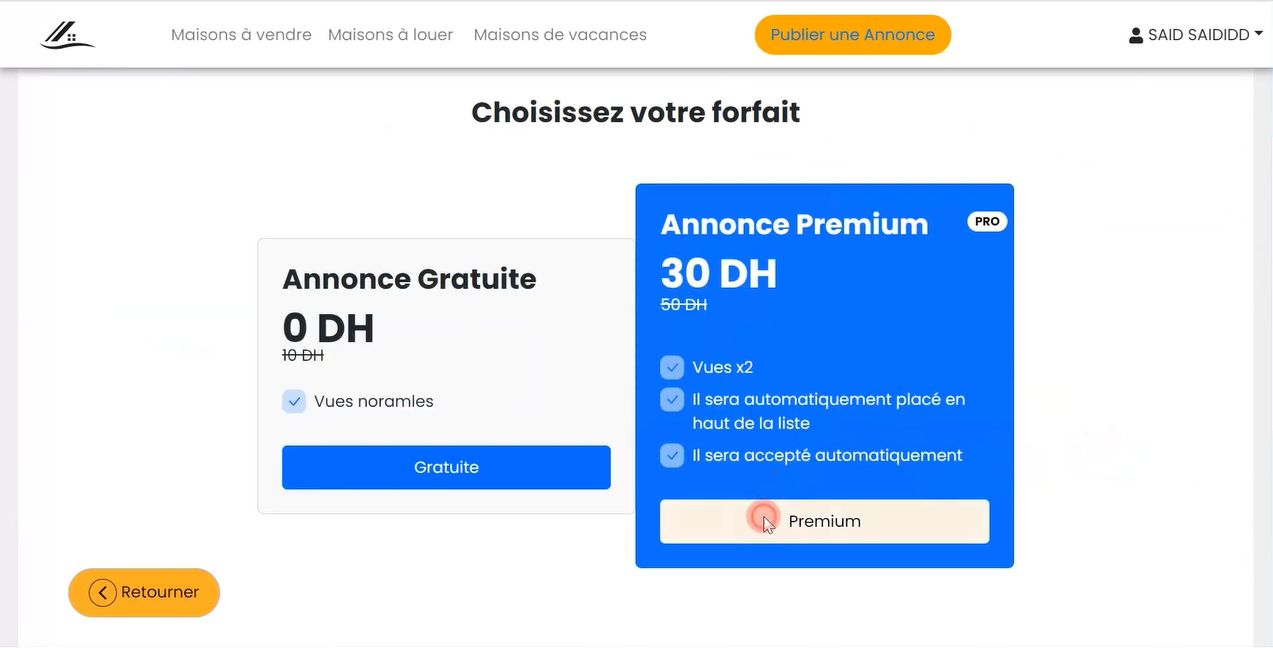 Maisons à vendre Maisons à louer Maisons de vacances Publier une Annonce SAID SAIDIDD
Choisissez votre forfait
Annonce Gratuite
0 DH
10 DH
Vues noramles
Gratuite
Annonce Premium PRO
30 DH
50 DH
Vues x2
Il sera automatiquement placé en
haut de la liste
Il sera accepté automatiquement
Premium
Retourner